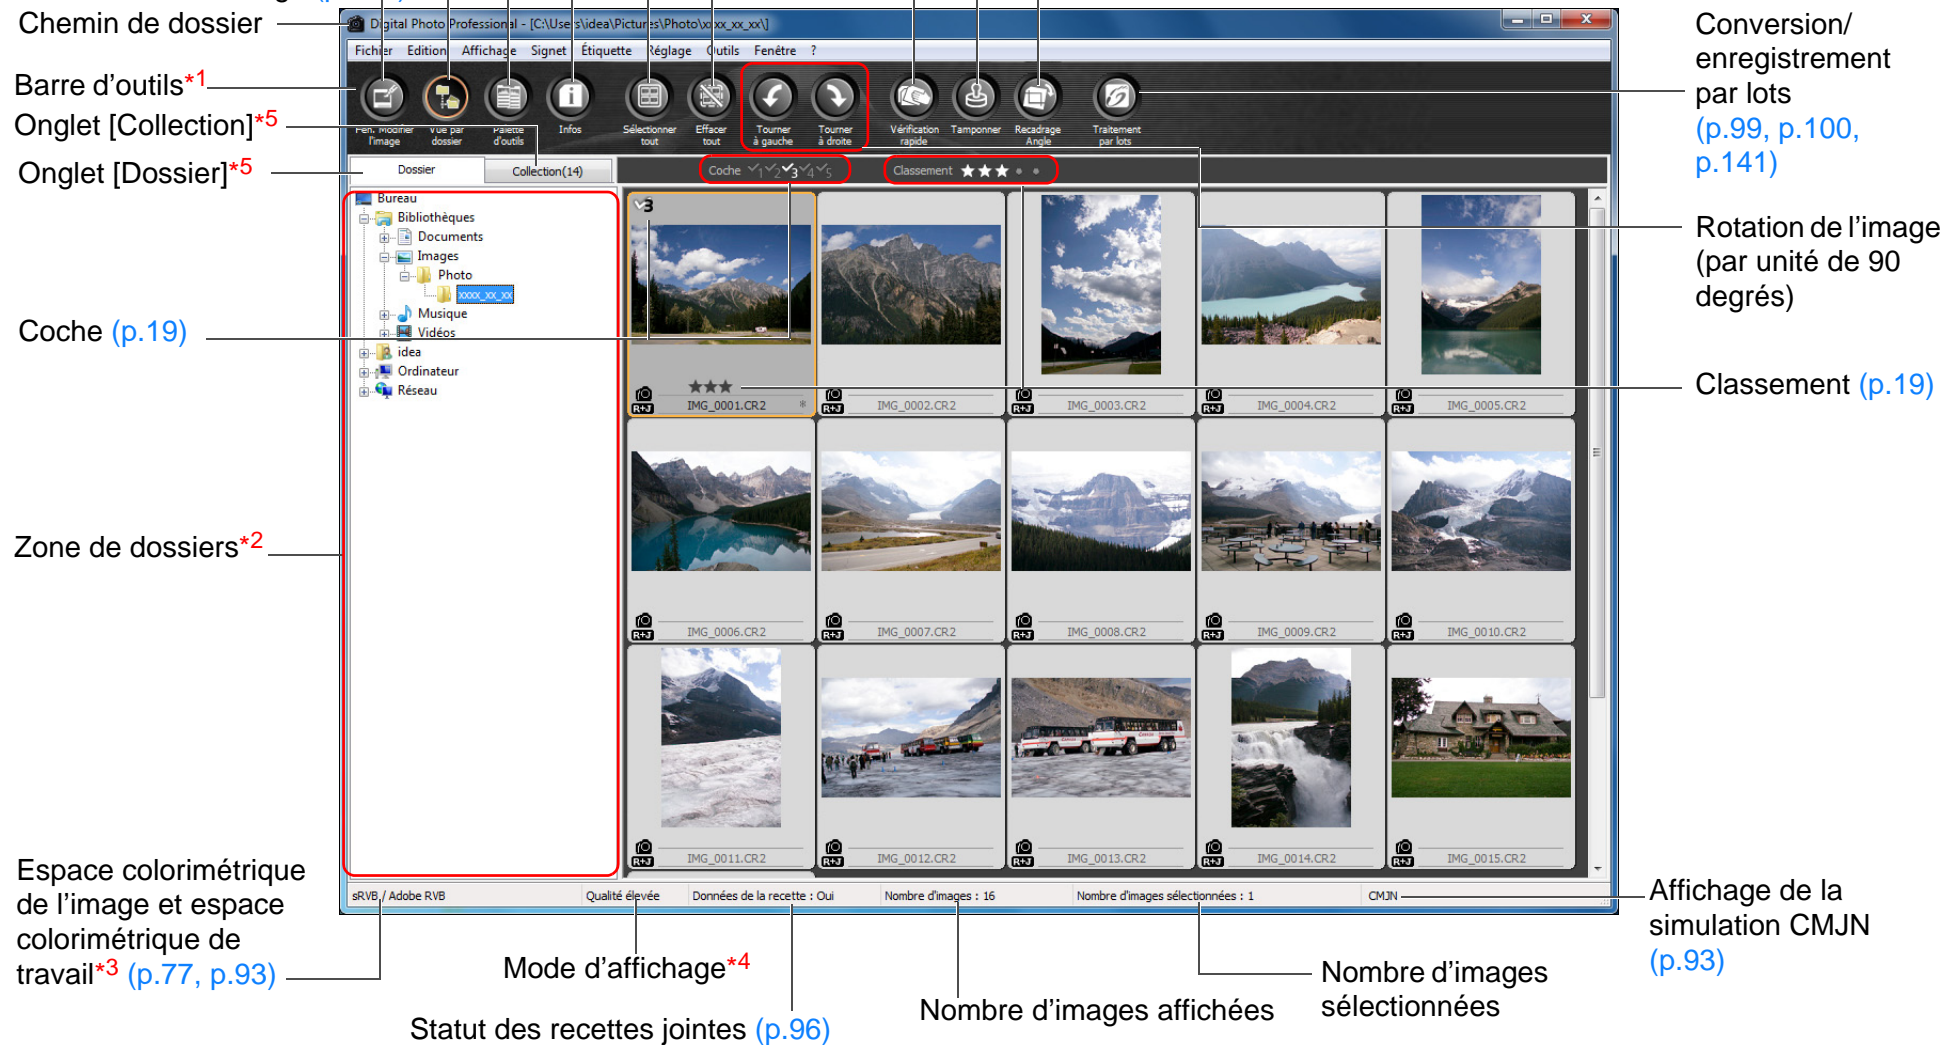 Chemin de dossier
Barre d'outils*1
Onglet [Collection]*5
Onglet [Dossier]*5
Coche (p.19)
Zone de dossiers*2
Espace colorimétrique
de l'image et espace
colorimétrique de
travail*3 (p.77, p.93)
Digital Photo Professional - [C:\Users\idea\Pictures\Photo\xxxx_xx_xx\]
Fichier Edition Affichage Signet Étiquette Réglage Outils Fenêtre ?
Fen. Modifier
l'image
Vue par
dossier
Palette
d'outils
Infos
Sélectionner
tout
Effacer
tout
Tourner
à gauche
Tourner
à droite
Vérification
rapide
Tamponner
Recadrage
Angle
Traitement
par lots
Dossier
Collection(14)
Coche 1 2 3 4 5
Classement
Bureau
Bibliothèques
Documents
Images
Photo
xxxx_xx_xx
Musique
Vidéos
idea
Ordinateur
Réseau
3
R+J IMG_0001.CR2 *
R+J IMG_0002.CR2
R+J IMG_0003.CR2
R+J IMG_0004.CR2
R+J IMG_0005.CR2
R+J IMG_0006.CR2
R+J IMG_0007.CR2
R+J IMG_0008.CR2
R+J IMG_0009.CR2
R+J IMG_0010.CR2
R+J IMG_0011.CR2
R+J IMG_0012.CR2
R+J IMG_0013.CR2
R+J IMG_0014.CR2
R+J IMG_0015.CR2
sRVB / Adobe RVB
Qualité élevée
Données de la recette : Oui
Nombre d'images : 16
Nombre d'images sélectionnées : 1
CMJN
Conversion/
enregistrement
par lots
(p.99, p.100,
p.141)
Rotation de l'image
(par unité de 90
degrés)
Classement (p.19)
Affichage de la
simulation CMJN
(p.93)
Mode d'affichage*4
Statut des recettes jointes (p.96)
Nombre d'images affichées
Nombre d'images
sélectionnées